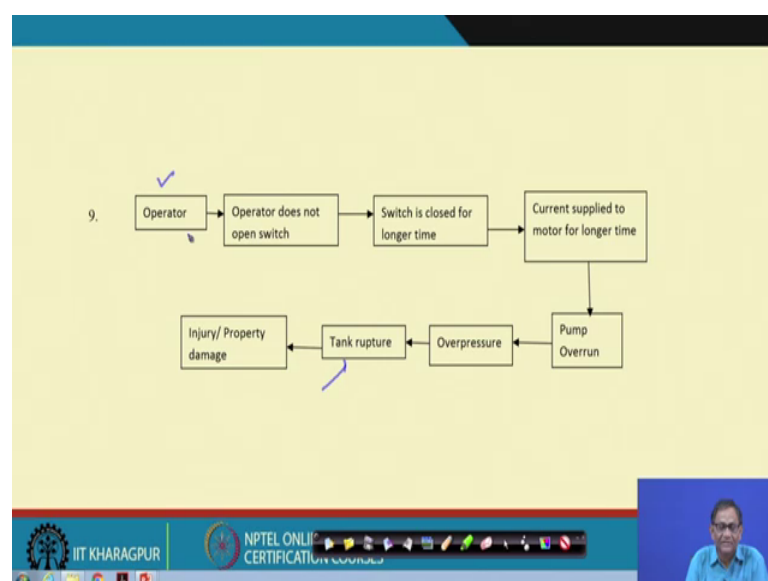 9.
Operator
Operator does not
open switch
Switch is closed for
longer time
Current supplied to
motor for longer time
Injury/ Property
damage
Tank rupture
Overpressure
Pump
Overrun
IIT KHARAGPUR
NPTEL ONLI
CERTIFICATION COURSES